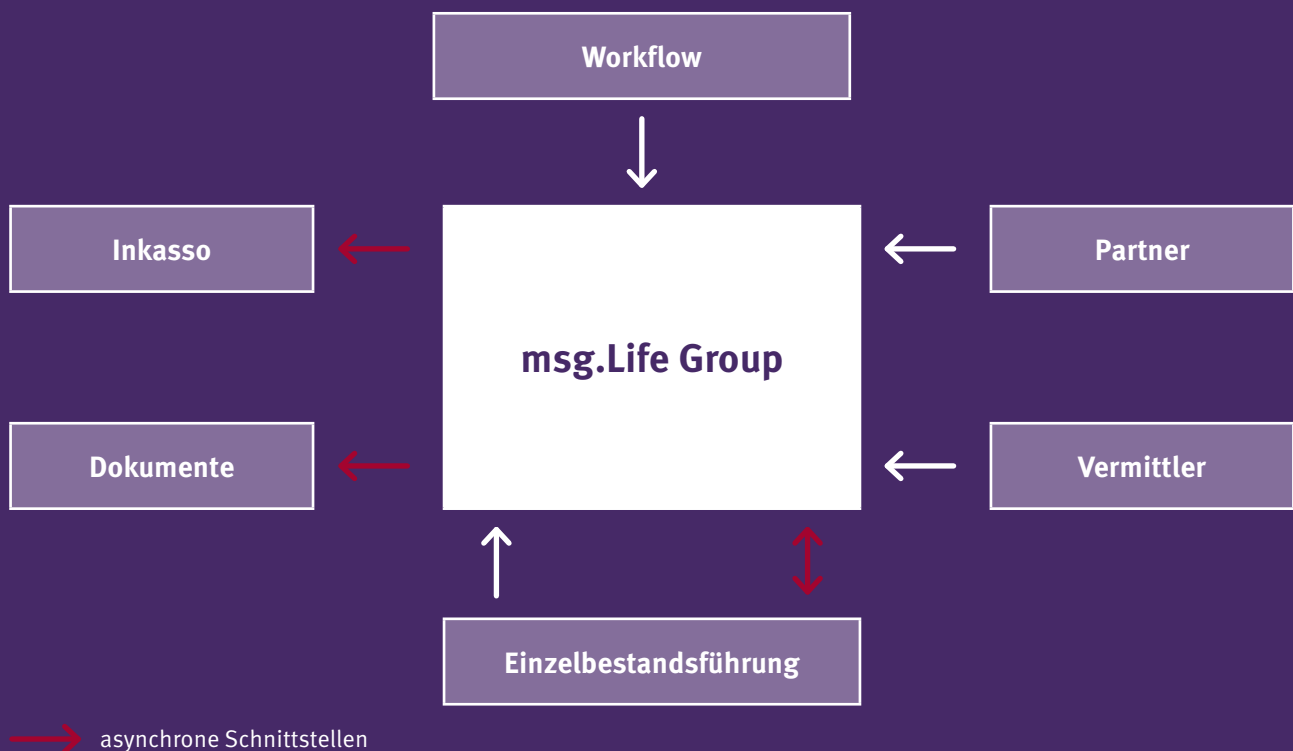 Workflow
Inkasso
Partner
msg.Life Group
Dokumente
Vermittler
Einzelbestandsführung
asynchrone Schnittstellen